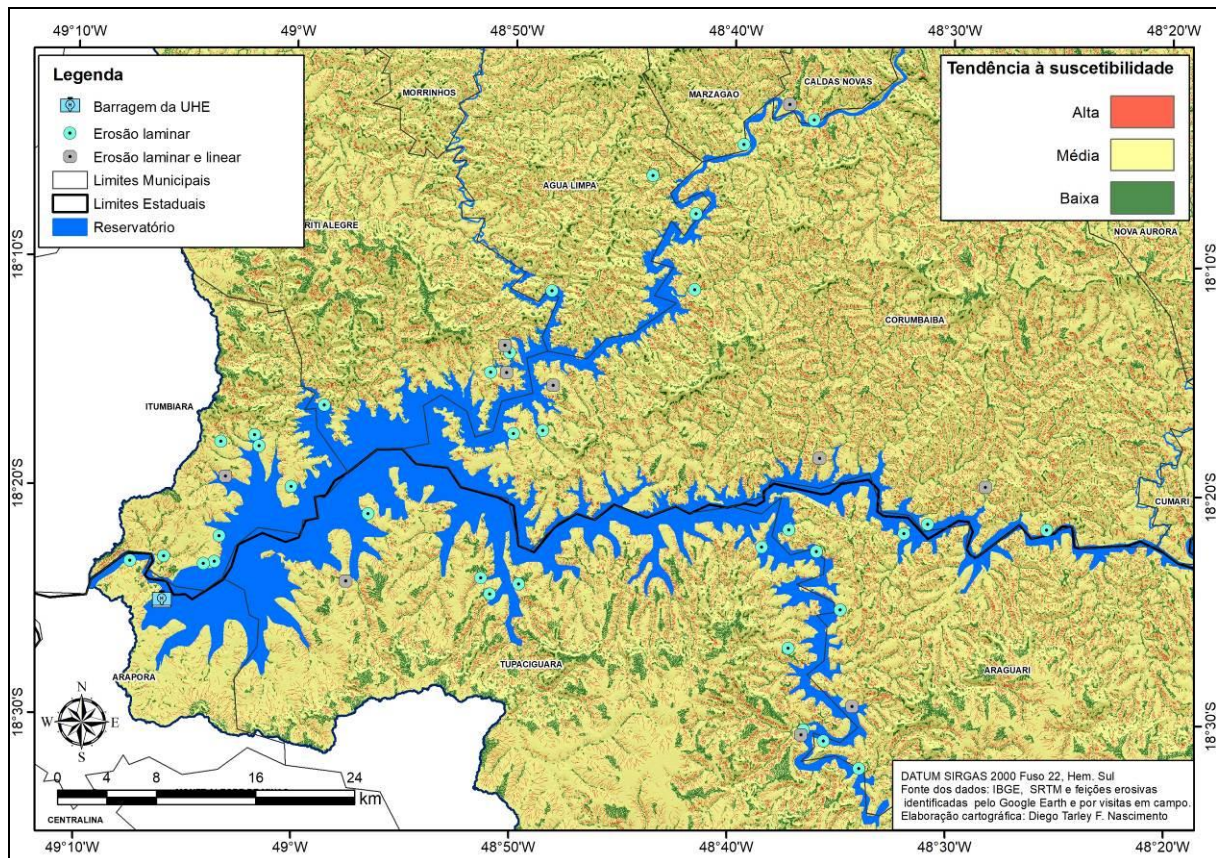 49°10'W
49°W
48°50'W
48°40'W
48°30'W
48°20'W
Legenda
Barragem da UHE
Erosão laminar
Erosão laminar e linear
Limites Municipais
Limites Estaduais
Reservatório
Tendência à suscetibilidade
Alta
Média
Baixa
MORRINHOS
MARZAGAO
CALDAS NOVAS
AGUA LIMPA
RITI ALEGRE
NOVA AURORA
18°10'S
18°10'S
CORUMBAIBA
ITUMBIARA
18°20'S
18°20'S
CUMARI
ARAPORA
TUPACIGUARA
ARAGUARI
18°30'S
18°30'S
N
W E
S
0 4 8 16 24
km
CENTRALINA
DATUM SIRGAS 2000 Fuso 22, Hem. Sul
Fonte dos dados: IBGE, SRTM e feições erosivas
identificadas pelo Google Earth e por visitas em campo.
Elaboração cartográfica: Diego Tarley F. Nascimento
49°10'W
49°W
48°50'W
48°40'W
48°30'W
48°20'W